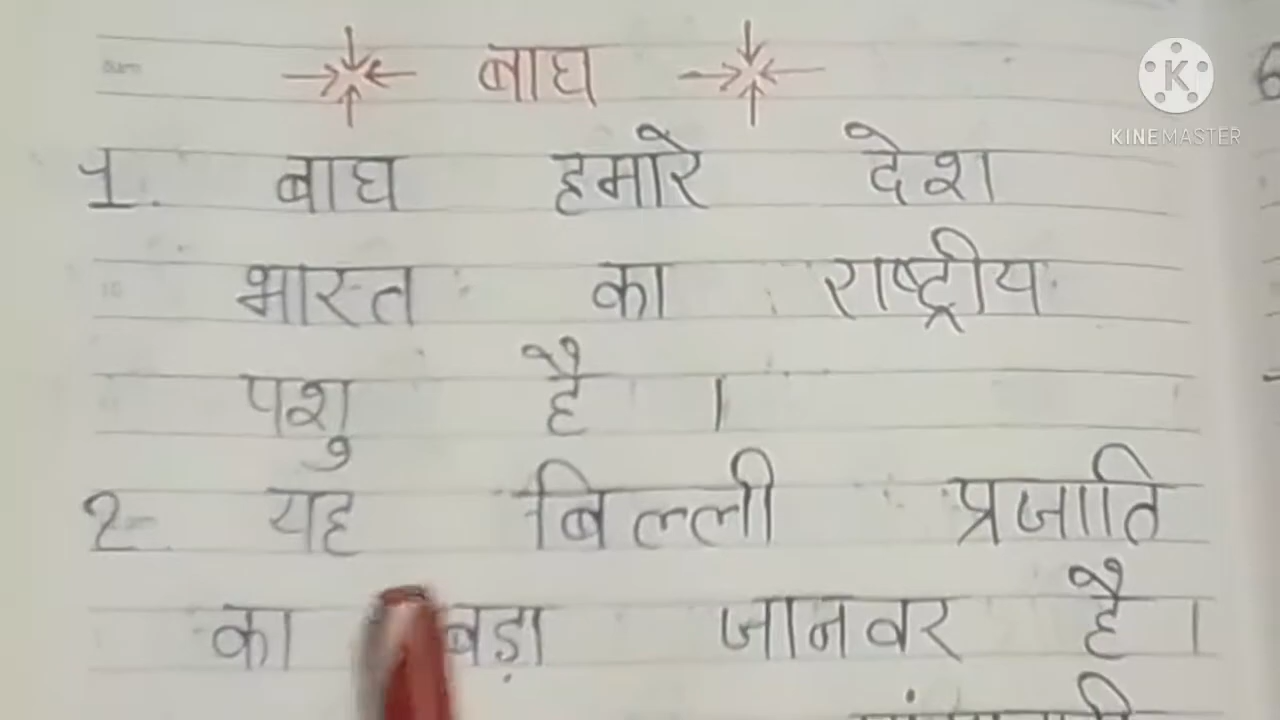 बाघ
1. बाघ हमारे देश
भारत का राष्ट्रीय
पशु है ।
2- यह बिल्ली प्रजाति
का बड़ा जानवर है ।
K
KINEMASTER